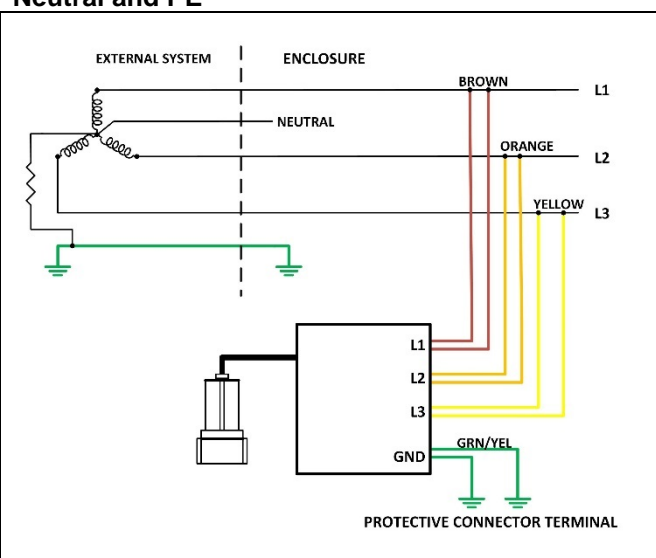 Neutral and PE
EXTERNAL SYSTEM
ENCLOSURE
BROWN
L1
NEUTRAL
ORANGE
L2
YELLOW
L3
L1
L2
L3
GRN/YEL
GND
PROTECTIVE CONNECTOR TERMINAL